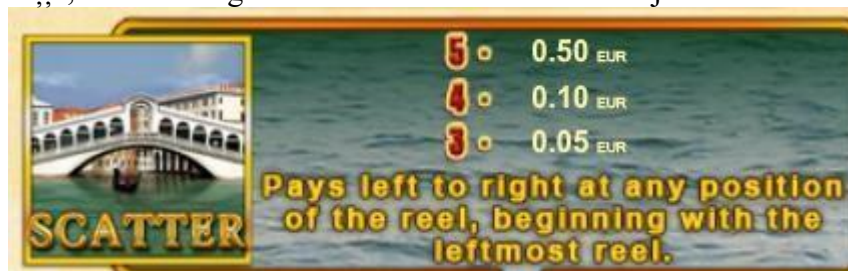 5 0.50 EUR
4 0.10 EUR
3 0.05 EUR
SCATTER
Pays left to right at any position
of the reel, beginning with the
leftmost reel.